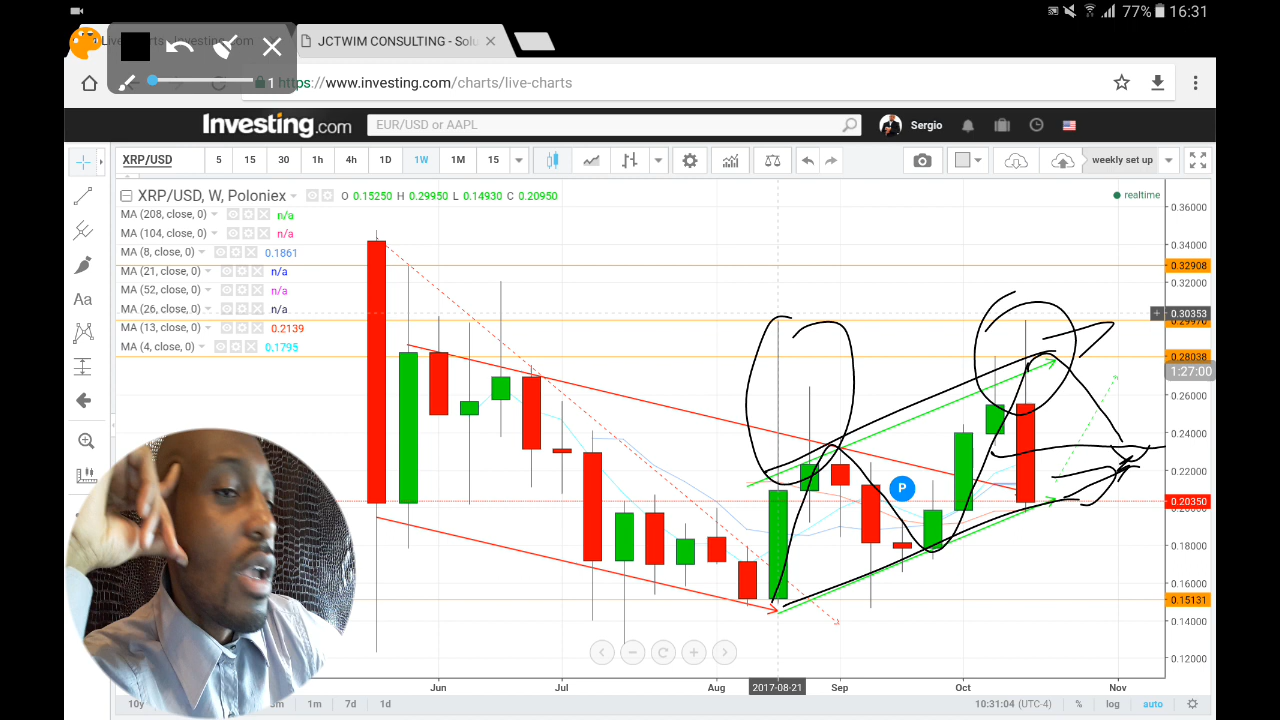 77% 16:31
Live Charts - Investing.com JCTWIM CONSULTING - Solu
1
https://www.investing.com/charts/live-charts
Investing.com EUR/USD or AAPL Sergio
XRP/USD 5 15 30 1h 4h 1D 1W 1M 15 weekly set up
XRP/USD, W, Poloniex O 0.15250 H 0.29950 L 0.14930 C 0.20950 realtime
MA (208, close, 0) n/a
MA (104, close, 0) n/a
MA (8, close, 0) 0.1861
MA (21, close, 0) n/a
MA (52, close, 0) n/a
MA (26, close, 0) n/a
MA (13, close, 0) 0.2139
MA (4, close, 0) 0.1795
Aa
0.36000
0.34000
0.32908
0.32000
0.30353
0.28038
1:27:00
0.26000
0.24000
0.22000
0.20350
0.18000
0.16000
0.15131
0.14000
0.12000
P
Jun Jul Aug 2017-08-21 Sep Oct Nov
10y 3m 1m 7d 1d 10:31:04 (UTC-4) % log auto